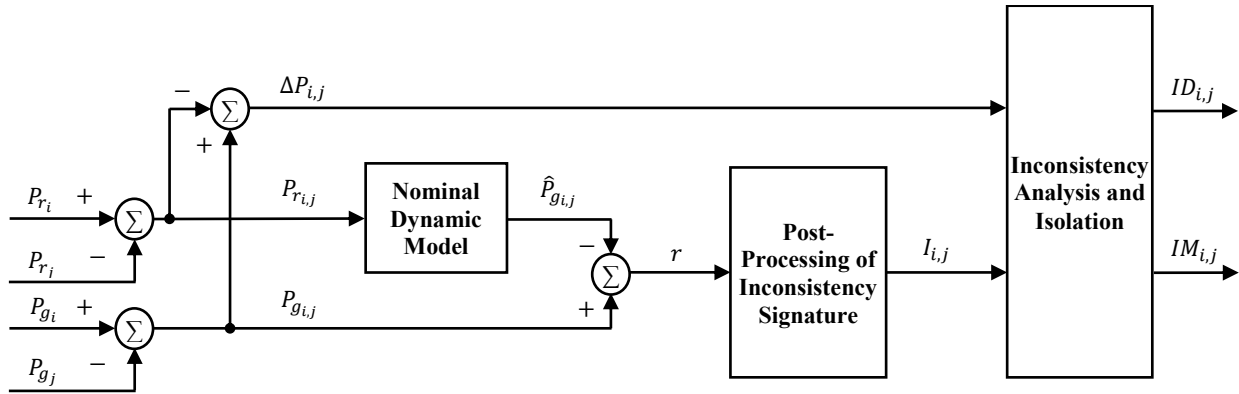 −
Σ
ΔP_{i,j}
+
ID_{i,j}
Inconsistency
Analysis and
Isolation
P_{r_i} +
Σ
−
P_{r_j}
P_{r_{i,j}}
Nominal
Dynamic
Model
P̂_{g_{i,j}}
−
Σ
+
r
Post-
Processing of
Inconsistency
Signature
I_{i,j}
IM_{i,j}
P_{g_i} +
Σ
−
P_{g_j}
P_{g_{i,j}}